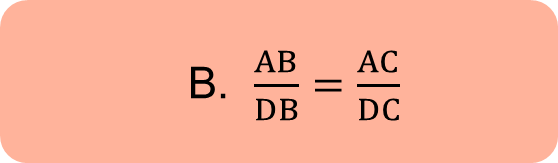 B. AB/DB = AC/DC